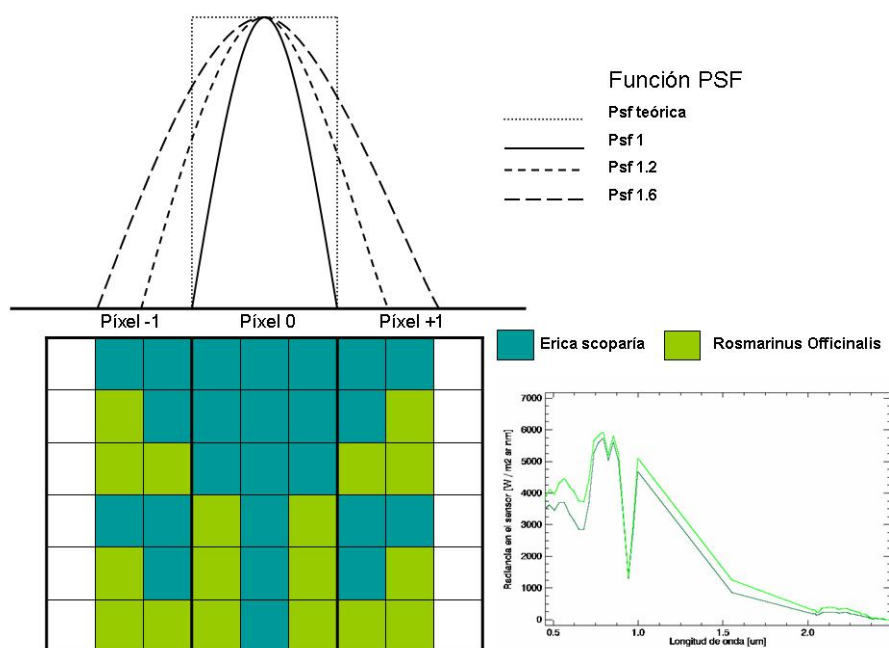 Función PSF
Psf teórica
Psf 1
Psf 1.2
Psf 1.6
Píxel -1 Píxel 0 Píxel +1
Erica scoparía Rosmarinus Officinalis
7000
6000
5000
4000
3000
2000
1000
0
Radiancia en el sensor [W / m2 sr nm]
0.5 1.0 1.5 2.0
Longitud de onda [um]